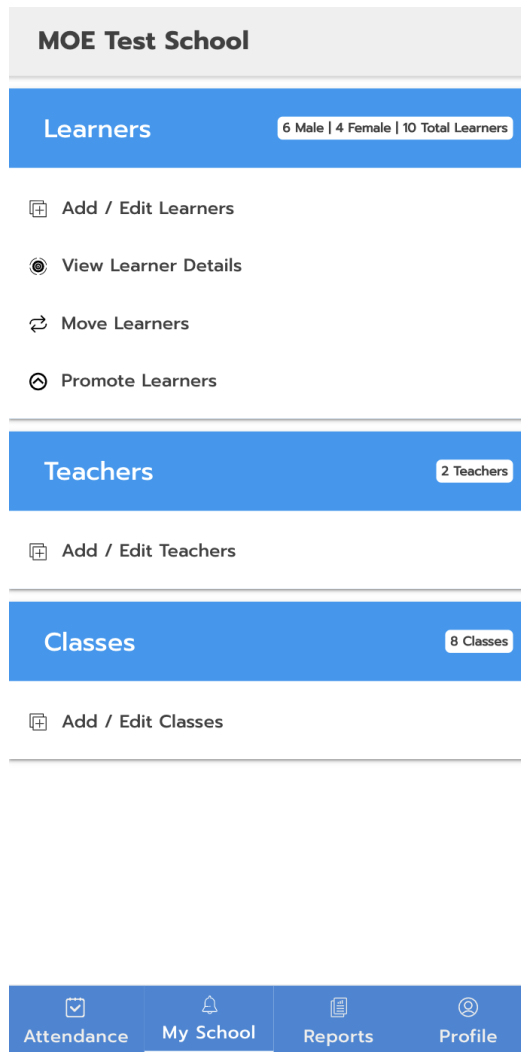 MOE Test School
Learners
6 Male | 4 Female | 10 Total Learners
Add / Edit Learners
View Learner Details
Move Learners
Promote Learners
Teachers
2 Teachers
Add / Edit Teachers
Classes
8 Classes
Add / Edit Classes
Attendance
My School
Reports
Profile